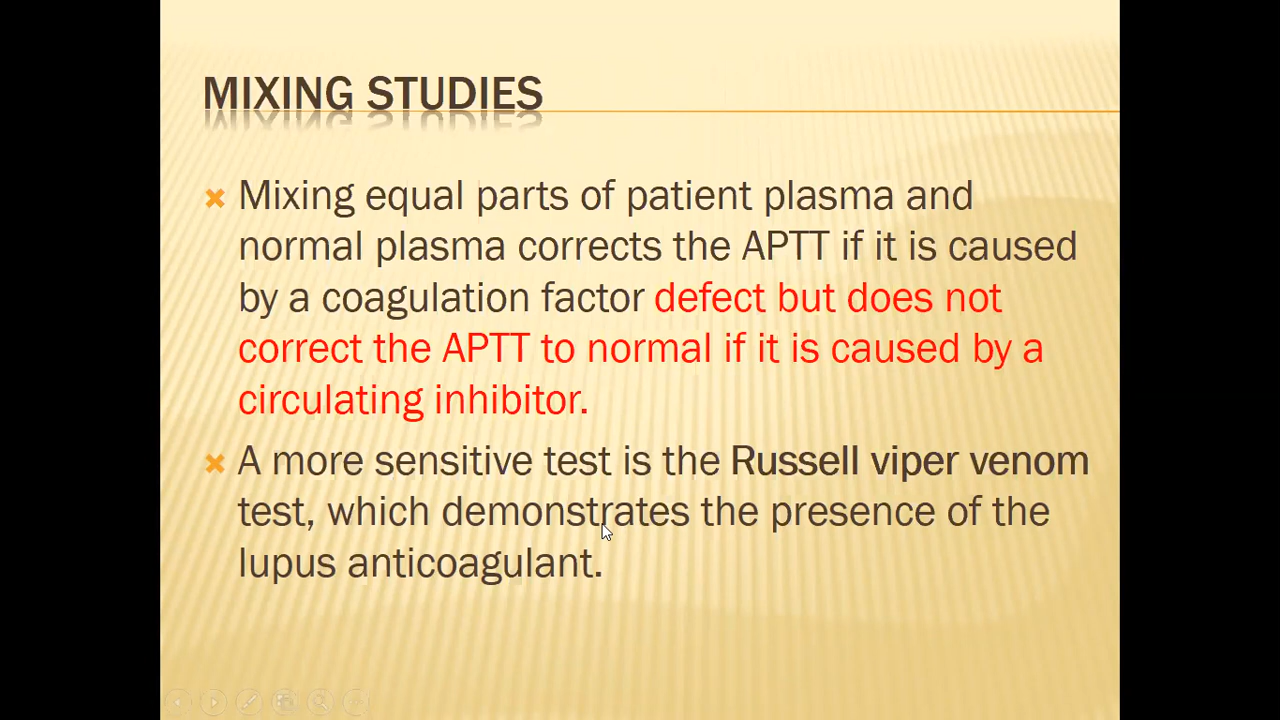 MIXING STUDIES
Mixing equal parts of patient plasma and
normal plasma corrects the APTT if it is caused
by a coagulation factor defect but does not
correct the APTT to normal if it is caused by a
circulating inhibitor.
A more sensitive test is the Russell viper venom
test, which demonstrates the presence of the
lupus anticoagulant.